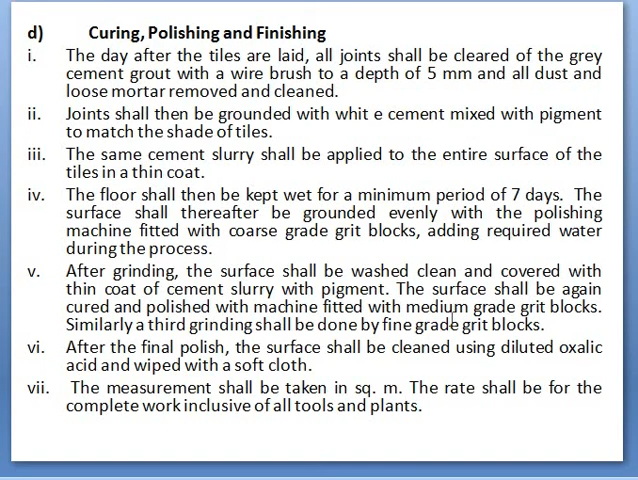 d) Curing, Polishing and Finishing
i. The day after the tiles are laid, all joints shall be cleared of the grey
cement grout with a wire brush to a depth of 5 mm and all dust and
loose mortar removed and cleaned.
ii. Joints shall then be grounded with whit e cement mixed with pigment
to match the shade of tiles.
iii. The same cement slurry shall be applied to the entire surface of the
tiles in a thin coat.
iv. The floor shall then be kept wet for a minimum period of 7 days. The
surface shall thereafter be grounded evenly with the polishing
machine fitted with coarse grade grit blocks, adding required water
during the process.
v. After grinding, the surface shall be washed clean and covered with
thin coat of cement slurry with pigment. The surface shall be again
cured and polished with machine fitted with medium grade grit blocks.
Similarly a third grinding shall be done by fine grade grit blocks.
vi. After the final polish, the surface shall be cleaned using diluted oxalic
acid and wiped with a soft cloth.
vii. The measurement shall be taken in sq. m. The rate shall be for the
complete work inclusive of all tools and plants.